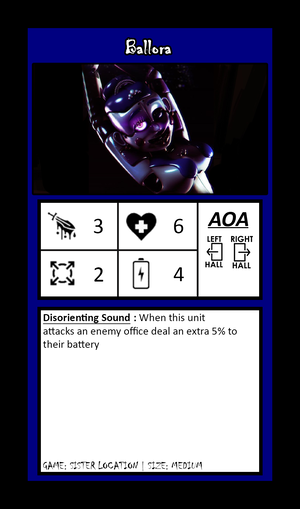 Ballora
3 6 AOA
LEFT RIGHT
HALL HALL
2 4
Disorienting Sound : When this unit
attacks an enemy office deal an extra 5% to
their battery
GAME: SISTER LOCATION | SIZE: MEDIUM